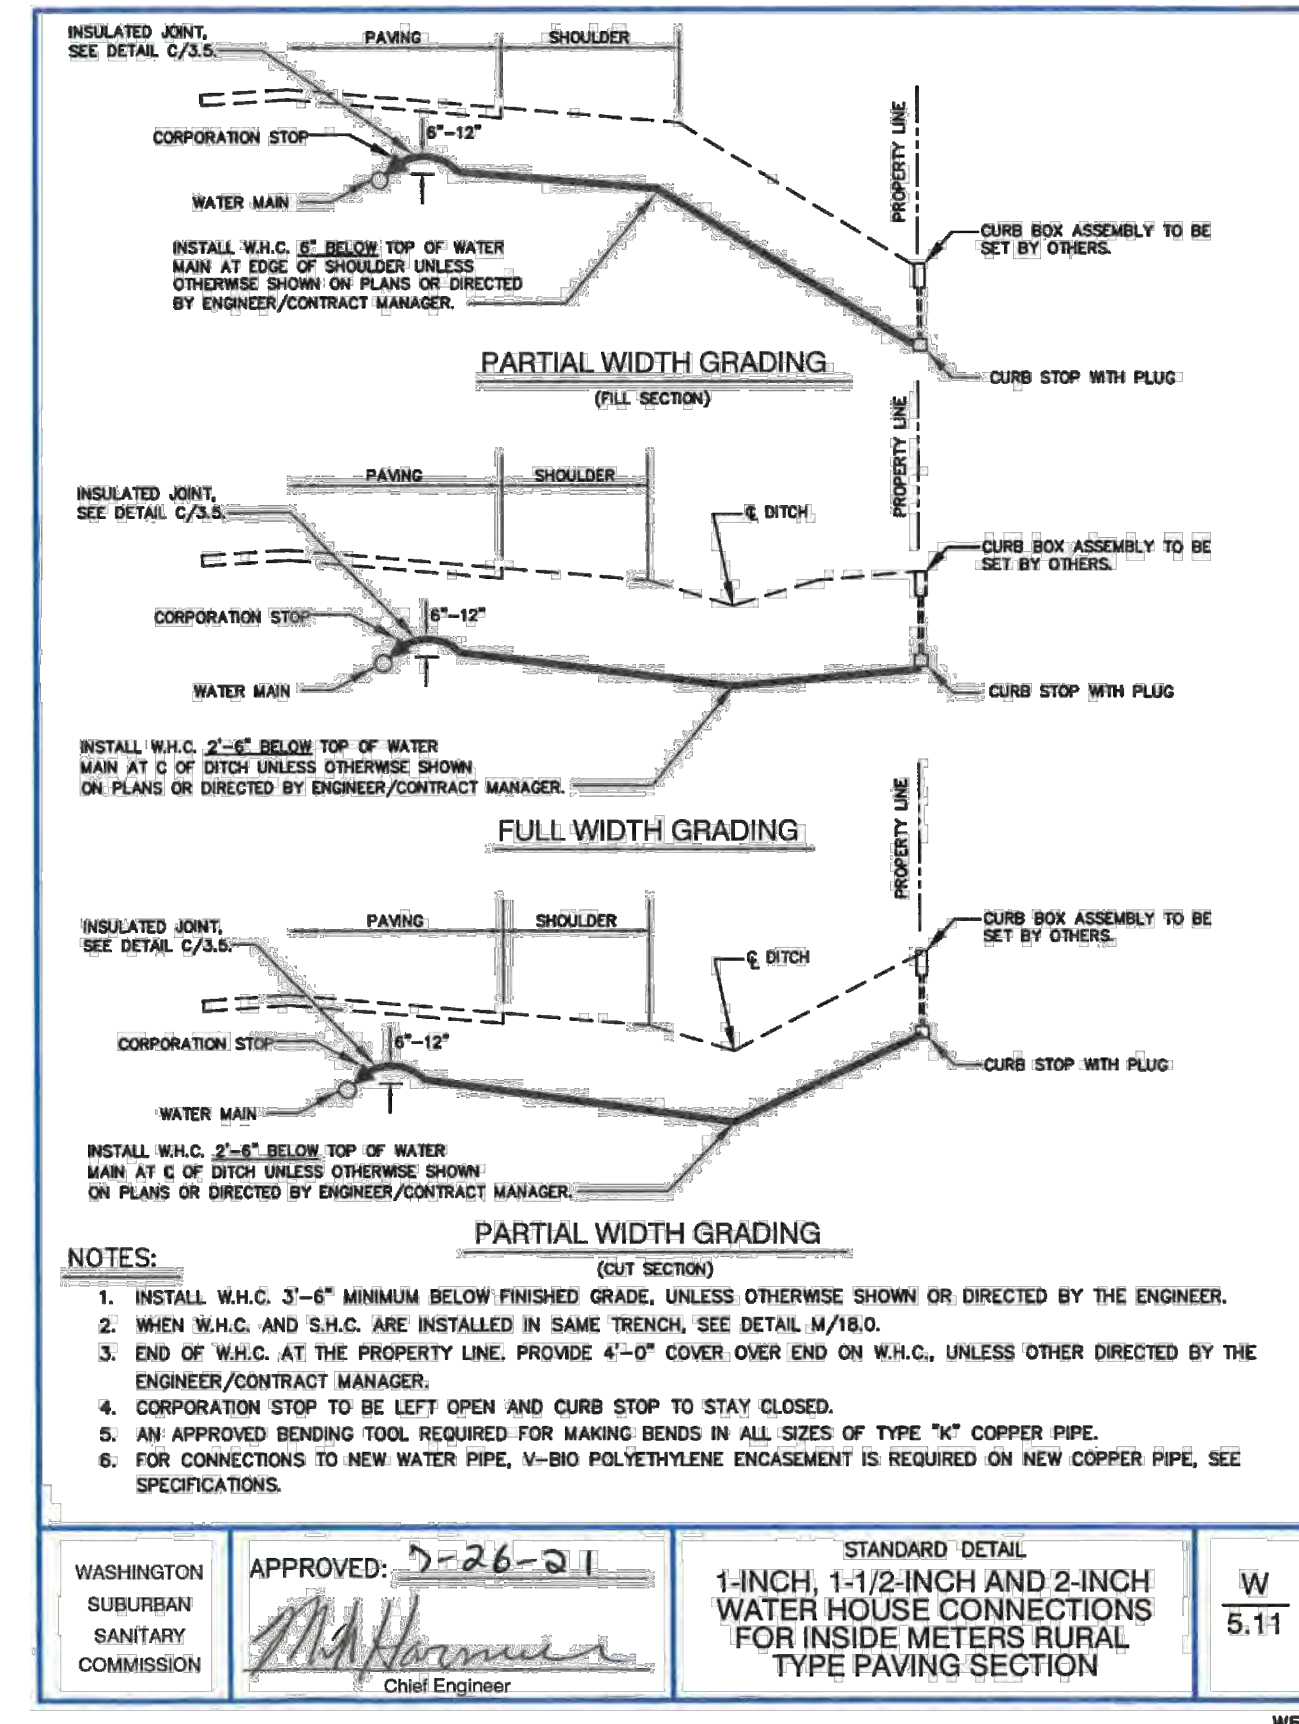 INSULATED JOINT,
SEE DETAIL C/3.5.
PAVING
SHOULDER
CORPORATION STOP
6"-12"
WATER MAIN
PROPERTY LINE
CURB BOX ASSEMBLY TO BE
SET BY OTHERS.
INSTALL W.H.C. 6" BELOW TOP OF WATER
MAIN AT EDGE OF SHOULDER UNLESS
OTHERWISE SHOWN ON PLANS OR DIRECTED
BY ENGINEER/CONTRACT MANAGER.
CURB STOP WITH PLUG
PARTIAL WIDTH GRADING
(FILL SECTION)
INSULATED JOINT,
SEE DETAIL C/3.5.
PAVING
SHOULDER
℄ DITCH
PROPERTY LINE
CURB BOX ASSEMBLY TO BE
SET BY OTHERS.
CORPORATION STOP
6"-12"
WATER MAIN
CURB STOP WITH PLUG
INSTALL W.H.C. 2'-6" BELOW TOP OF WATER
MAIN AT C OF DITCH UNLESS OTHERWISE SHOWN
ON PLANS OR DIRECTED BY ENGINEER/CONTRACT MANAGER.
FULL WIDTH GRADING
INSULATED JOINT,
SEE DETAIL C/3.5.
PAVING
SHOULDER
℄ DITCH
PROPERTY LINE
CURB BOX ASSEMBLY TO BE
SET BY OTHERS.
CORPORATION STOP
6"-12"
WATER MAIN
CURB STOP WITH PLUG
INSTALL W.H.C. 2'-6" BELOW TOP OF WATER
MAIN AT C OF DITCH UNLESS OTHERWISE SHOWN
ON PLANS OR DIRECTED BY ENGINEER/CONTRACT MANAGER.
PARTIAL WIDTH GRADING
(CUT SECTION)
NOTES:
1. INSTALL W.H.C. 3'-6" MINIMUM BELOW FINISHED GRADE, UNLESS OTHERWISE SHOWN OR DIRECTED BY THE ENGINEER.
2. WHEN W.H.C. AND S.H.C. ARE INSTALLED IN SAME TRENCH, SEE DETAIL M/18.0.
3. END OF W.H.C. AT THE PROPERTY LINE. PROVIDE 4'-0" COVER OVER END ON W.H.C., UNLESS OTHER DIRECTED BY THE
ENGINEER/CONTRACT MANAGER.
4. CORPORATION STOP TO BE LEFT OPEN AND CURB STOP TO STAY CLOSED.
5. AN APPROVED BENDING TOOL REQUIRED FOR MAKING BENDS IN ALL SIZES OF TYPE "K" COPPER PIPE.
6. FOR CONNECTIONS TO NEW WATER PIPE, V-BIO POLYETHYLENE ENCASEMENT IS REQUIRED ON NEW COPPER PIPE, SEE
SPECIFICATIONS.
WASHINGTON
SUBURBAN
SANITARY
COMMISSION
APPROVED: 7-26-21
Chief Engineer
STANDARD DETAIL
1-INCH, 1-1/2-INCH AND 2-INCH
WATER HOUSE CONNECTIONS
FOR INSIDE METERS RURAL
TYPE PAVING SECTION
W
5.11